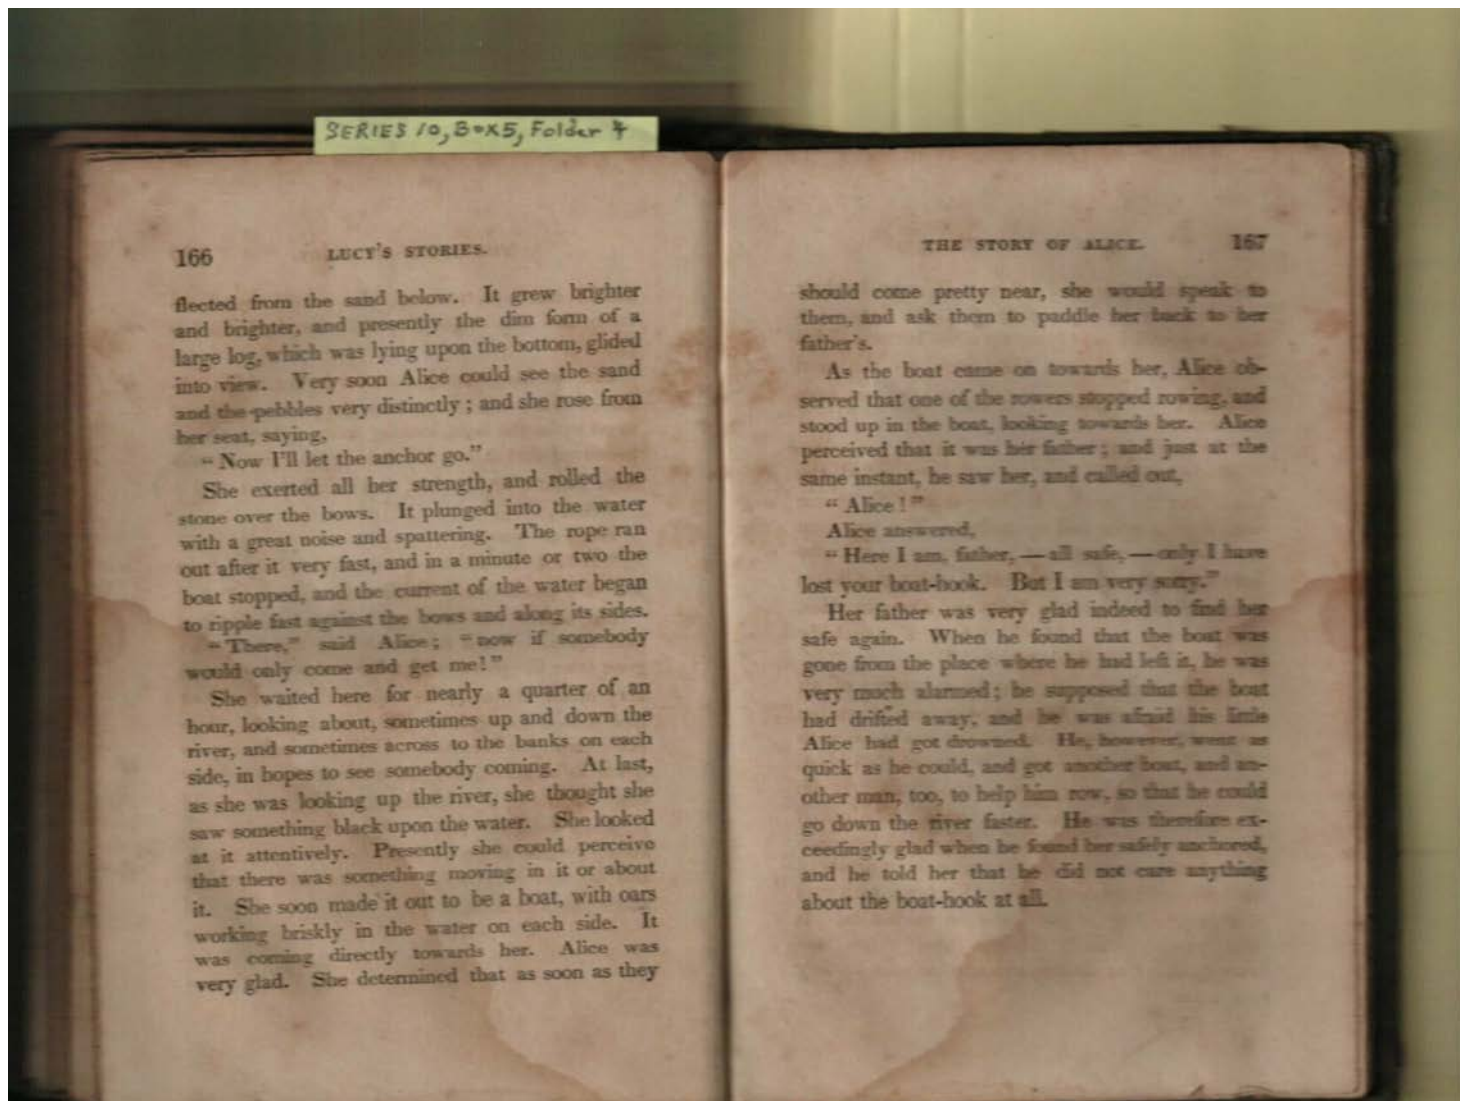 SERIES 10, BOX5, Folder 4
166 LUCY'S STORIES.
flected from the sand below. It grew brighter
and brighter, and presently the dim form of a
large log, which was lying upon the bottom, glided
into view. Very soon Alice could see the sand
and the pebbles very distinctly; and she rose from
her seat, saying,
"Now I'll let the anchor go."
She exerted all her strength, and rolled the
stone over the bows. It plunged into the water
with a great noise and spattering. The rope ran
out after it very fast, and in a minute or two the
boat stopped, and the current of the water began
to ripple fast against the bows and along its sides.
"There," said Alice; "now if somebody
would only come and get me!"
She waited here for nearly a quarter of an
hour, looking about, sometimes up and down the
river, and sometimes across to the banks on each
side, in hopes to see somebody coming. At last,
as she was looking up the river, she thought she
saw something black upon the water. She looked
at it attentively. Presently she could perceive
that there was something moving in it or about
it. She soon made it out to be a boat, with oars
working briskly in the water on each side. It
was coming directly towards her. Alice was
very glad. She determined that as soon as they
THE STORY OF ALICE. 167
should come pretty near, she would speak to
them, and ask them to paddle her back to her
father's.
As the boat came on towards her, Alice ob-
served that one of the rowers stopped rowing, and
stood up in the boat, looking towards her. Alice
perceived that it was her father; and just at the
same instant, he saw her, and called out,
"Alice!"
Alice answered,
"Here I am, father,—all safe,—only I have
lost your boat-hook. But I am very sorry."
Her father was very glad indeed to find her
safe again. When he found that the boat was
gone from the place where he had left it, he was
very much alarmed; he supposed that the boat
had drifted away, and he was afraid his little
Alice had got drowned. He, however, went as
quick as he could, and got another boat, and an-
other man, too, to help him row, so that he could
go down the river faster. He was therefore ex-
ceedingly glad when he found her safely anchored,
and he told her that he did not care anything
about the boat-hook at all.